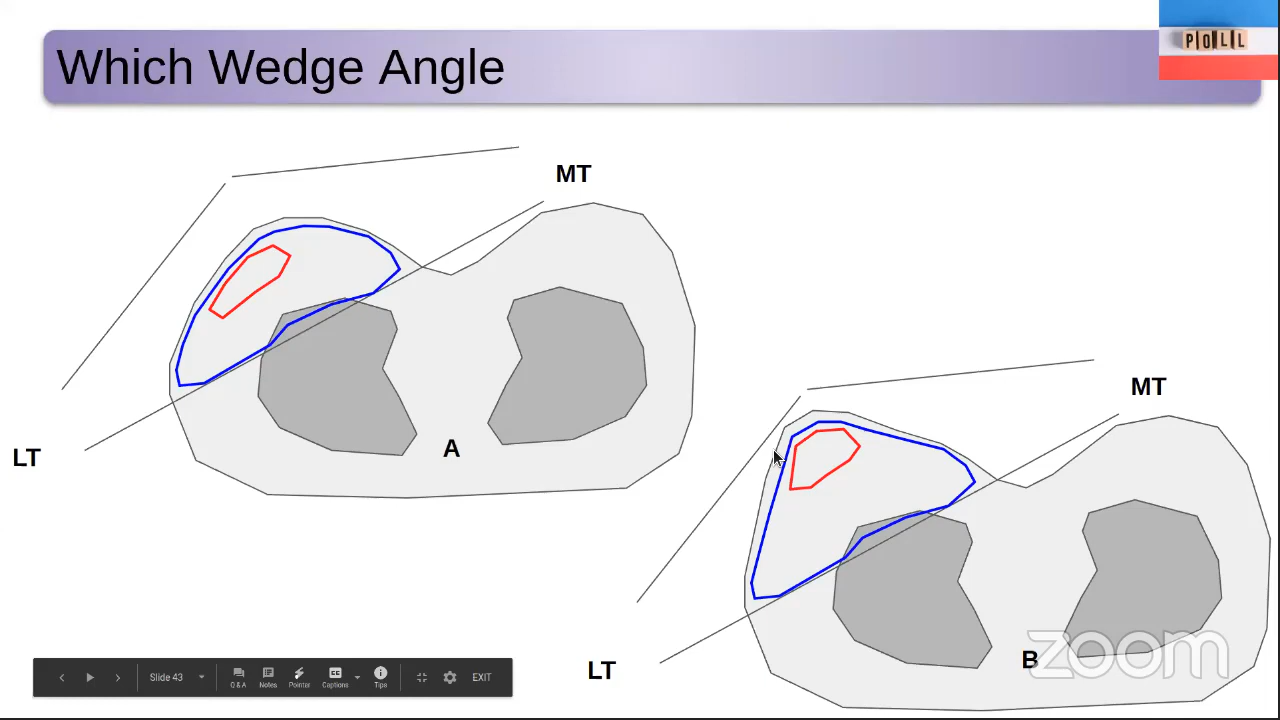 Which Wedge Angle
POLL
MT
LT
A
MT
LT
B
zoom
Slide 43
Q & A
Notes
Pointer
Captions
Tips
EXIT